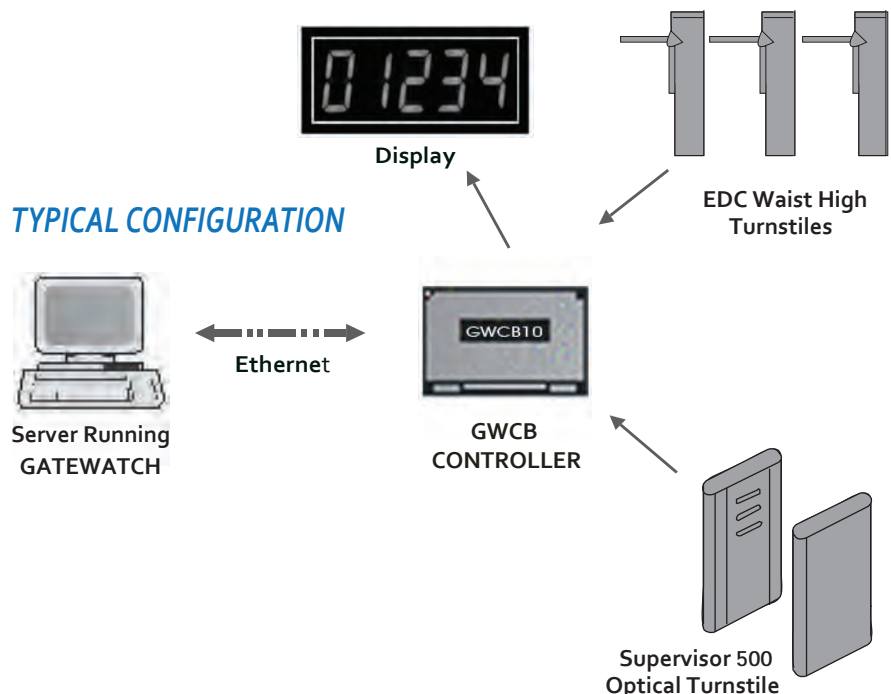 01234
Display
EDC Waist High
Turnstiles
TYPICAL CONFIGURATION
Ethernet
GWCB10
Server Running
GATEWATCH
GWCB
CONTROLLER
Supervisor 500
Optical Turnstile